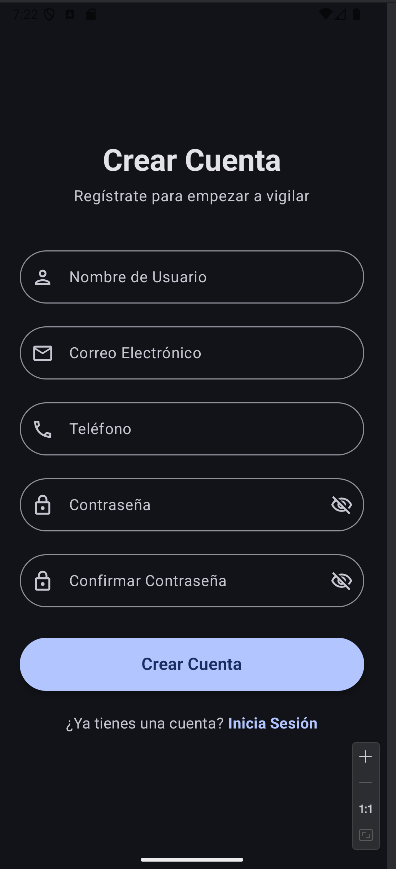 7:22
Crear Cuenta
Regístrate para empezar a vigilar
Nombre de Usuario
Correo Electrónico
Teléfono
Contraseña
Confirmar Contraseña
Crear Cuenta
¿Ya tienes una cuenta? Inicia Sesión
1:1